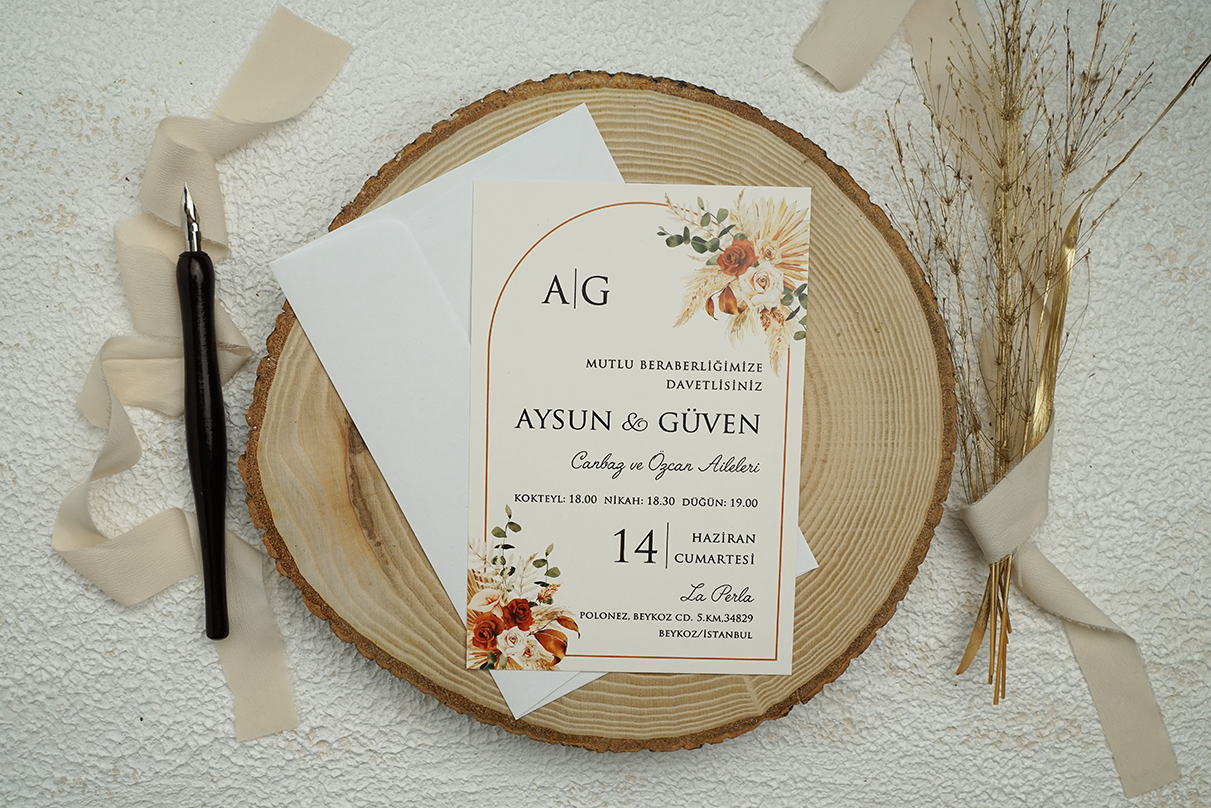 A|G
MUTLU BERABERLİĞİMİZE
DAVETLİSİNİZ
AYSUN & GÜVEN
Canbaz ve Özcan Aileleri
KOKTEYL: 18.00 NİKAH: 18.30 DÜĞÜN: 19.00
14 | HAZİRAN
CUMARTESİ
La Perla
POLONEZ, BEYKOZ CD. 5.KM,34829
BEYKOZ/İSTANBUL